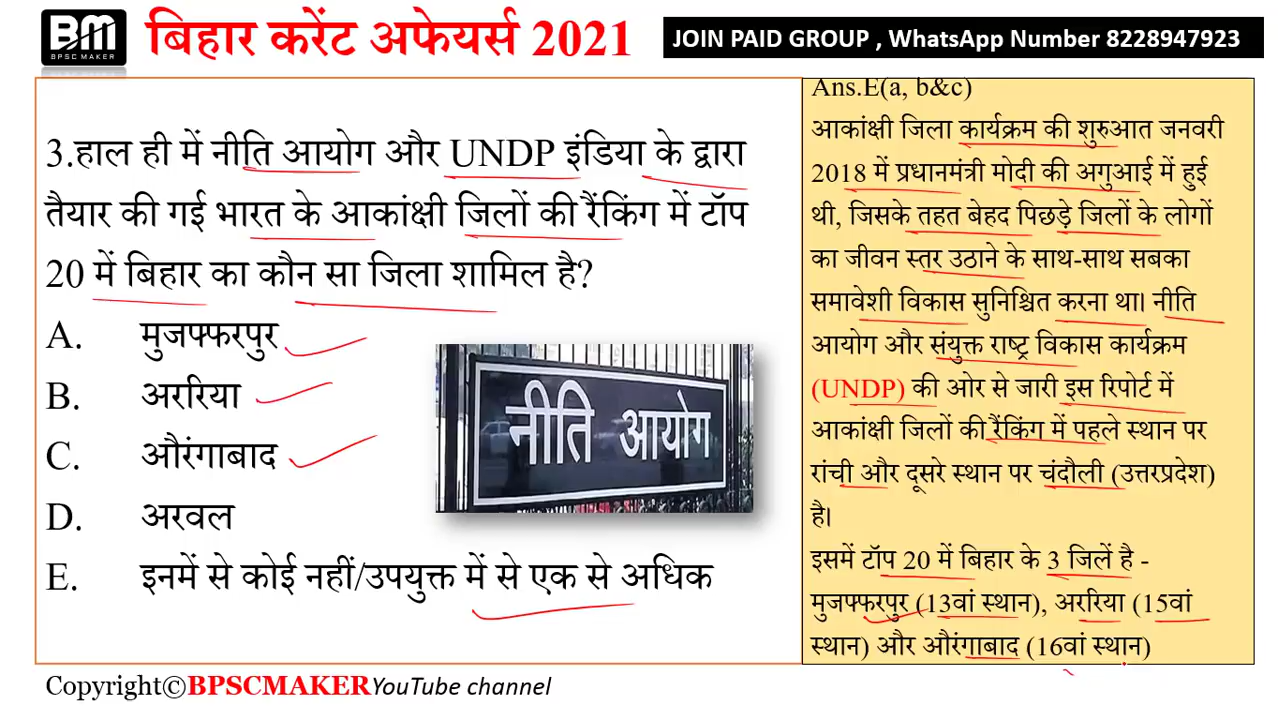 BM
BPSC MAKER
बिहार करेंट अफेयर्स 2021
JOIN PAID GROUP , WhatsApp Number 8228947923
3.हाल ही में नीति आयोग और UNDP इंडिया के द्वारा
तैयार की गई भारत के आकांक्षी जिलों की रैंकिंग में टॉप
20 में बिहार का कौन सा जिला शामिल है?
A. मुजफ्फरपुर
B. अररिया
C. औरंगाबाद
D. अरवल
E. इनमें से कोई नहीं/उपयुक्त में से एक से अधिक
नीति आयोग
Ans.E(a, b&c)
आकांक्षी जिला कार्यक्रम की शुरुआत जनवरी
2018 में प्रधानमंत्री मोदी की अगुआई में हुई
थी, जिसके तहत बेहद पिछड़े जिलों के लोगों
का जीवन स्तर उठाने के साथ-साथ सबका
समावेशी विकास सुनिश्चित करना था। नीति
आयोग और संयुक्त राष्ट्र विकास कार्यक्रम
(UNDP) की ओर से जारी इस रिपोर्ट में
आकांक्षी जिलों की रैंकिंग में पहले स्थान पर
रांची और दूसरे स्थान पर चंदौली (उत्तरप्रदेश)
है।
इसमें टॉप 20 में बिहार के 3 जिलें है -
मुजफ्फरपुर (13वां स्थान), अररिया (15वां
स्थान) और औरंगाबाद (16वां स्थान)
Copyright©BPSCMAKERYouTube channel